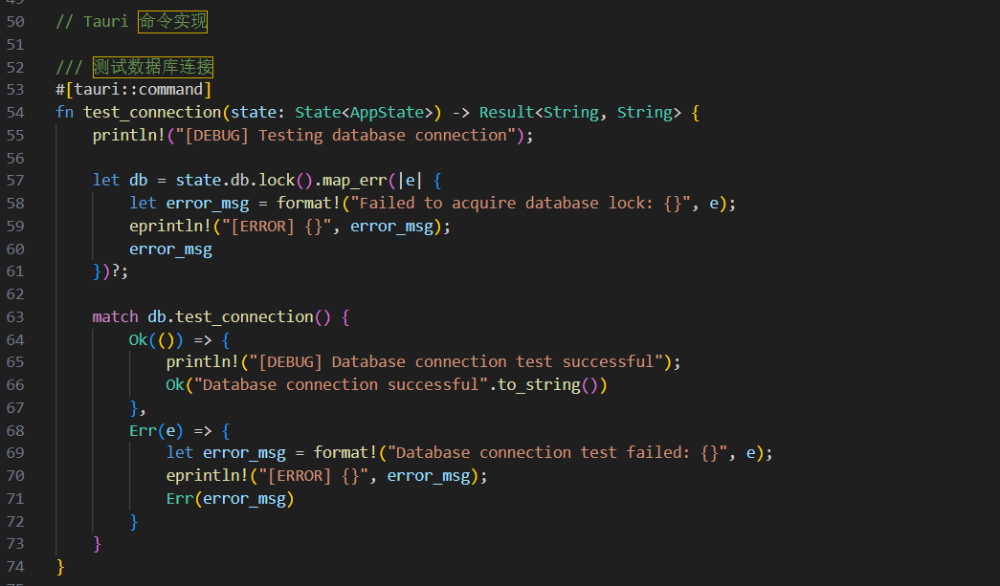 50 // Tauri 命令实现
51
52 /// 测试数据库连接
53 #[tauri::command]
54 fn test_connection(state: State<AppState>) -> Result<String, String> {
55     println!("[DEBUG] Testing database connection");
56
57     let db = state.db.lock().map_err(|e| {
58         let error_msg = format!("Failed to acquire database lock: {}", e);
59         eprintln!("[ERROR] {}", error_msg);
60         error_msg
61     })?;
62
63     match db.test_connection() {
64         Ok(()) => {
65             println!("[DEBUG] Database connection test successful");
66             Ok("Database connection successful".to_string())
67         },
68         Err(e) => {
69             let error_msg = format!("Database connection test failed: {}", e);
70             eprintln!("[ERROR] {}", error_msg);
71             Err(error_msg)
72         }
73     }
74 }